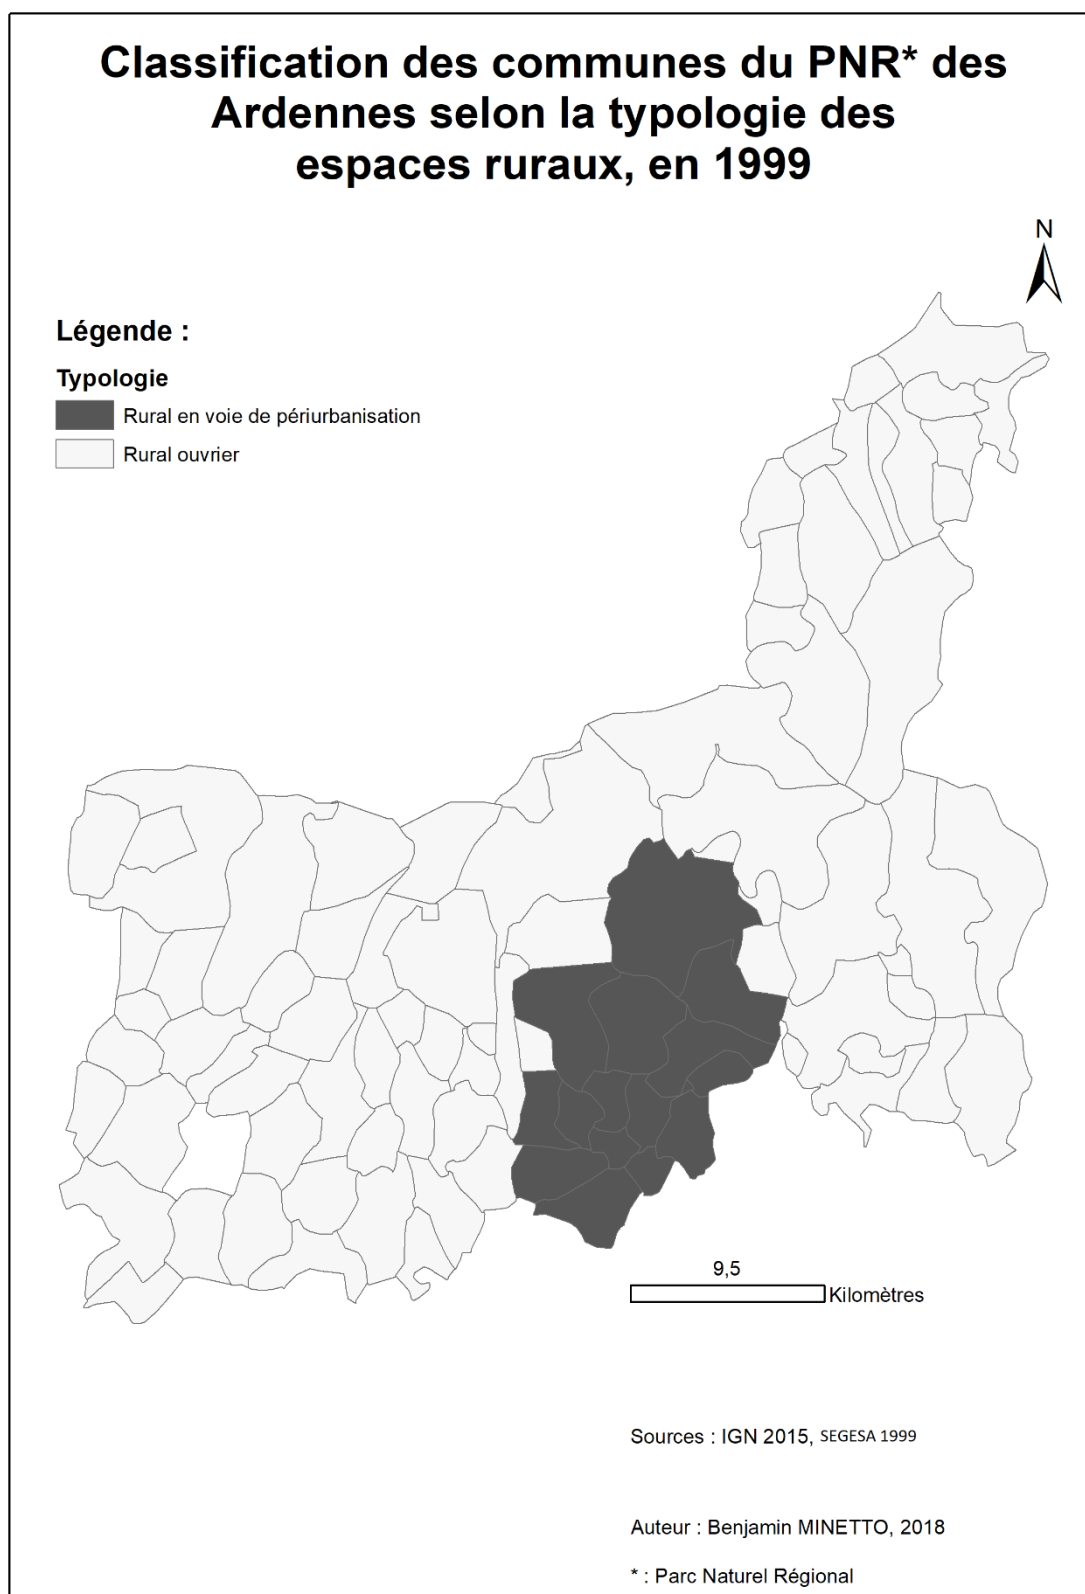 Classification des communes du PNR* des
Ardennes selon la typologie des
espaces ruraux, en 1999
N
Légende :
Typologie
Rural en voie de périurbanisation
Rural ouvrier
9,5
Kilomètres
Sources : IGN 2015, SEGESA 1999
Auteur : Benjamin MINETTO, 2018
* : Parc Naturel Régional